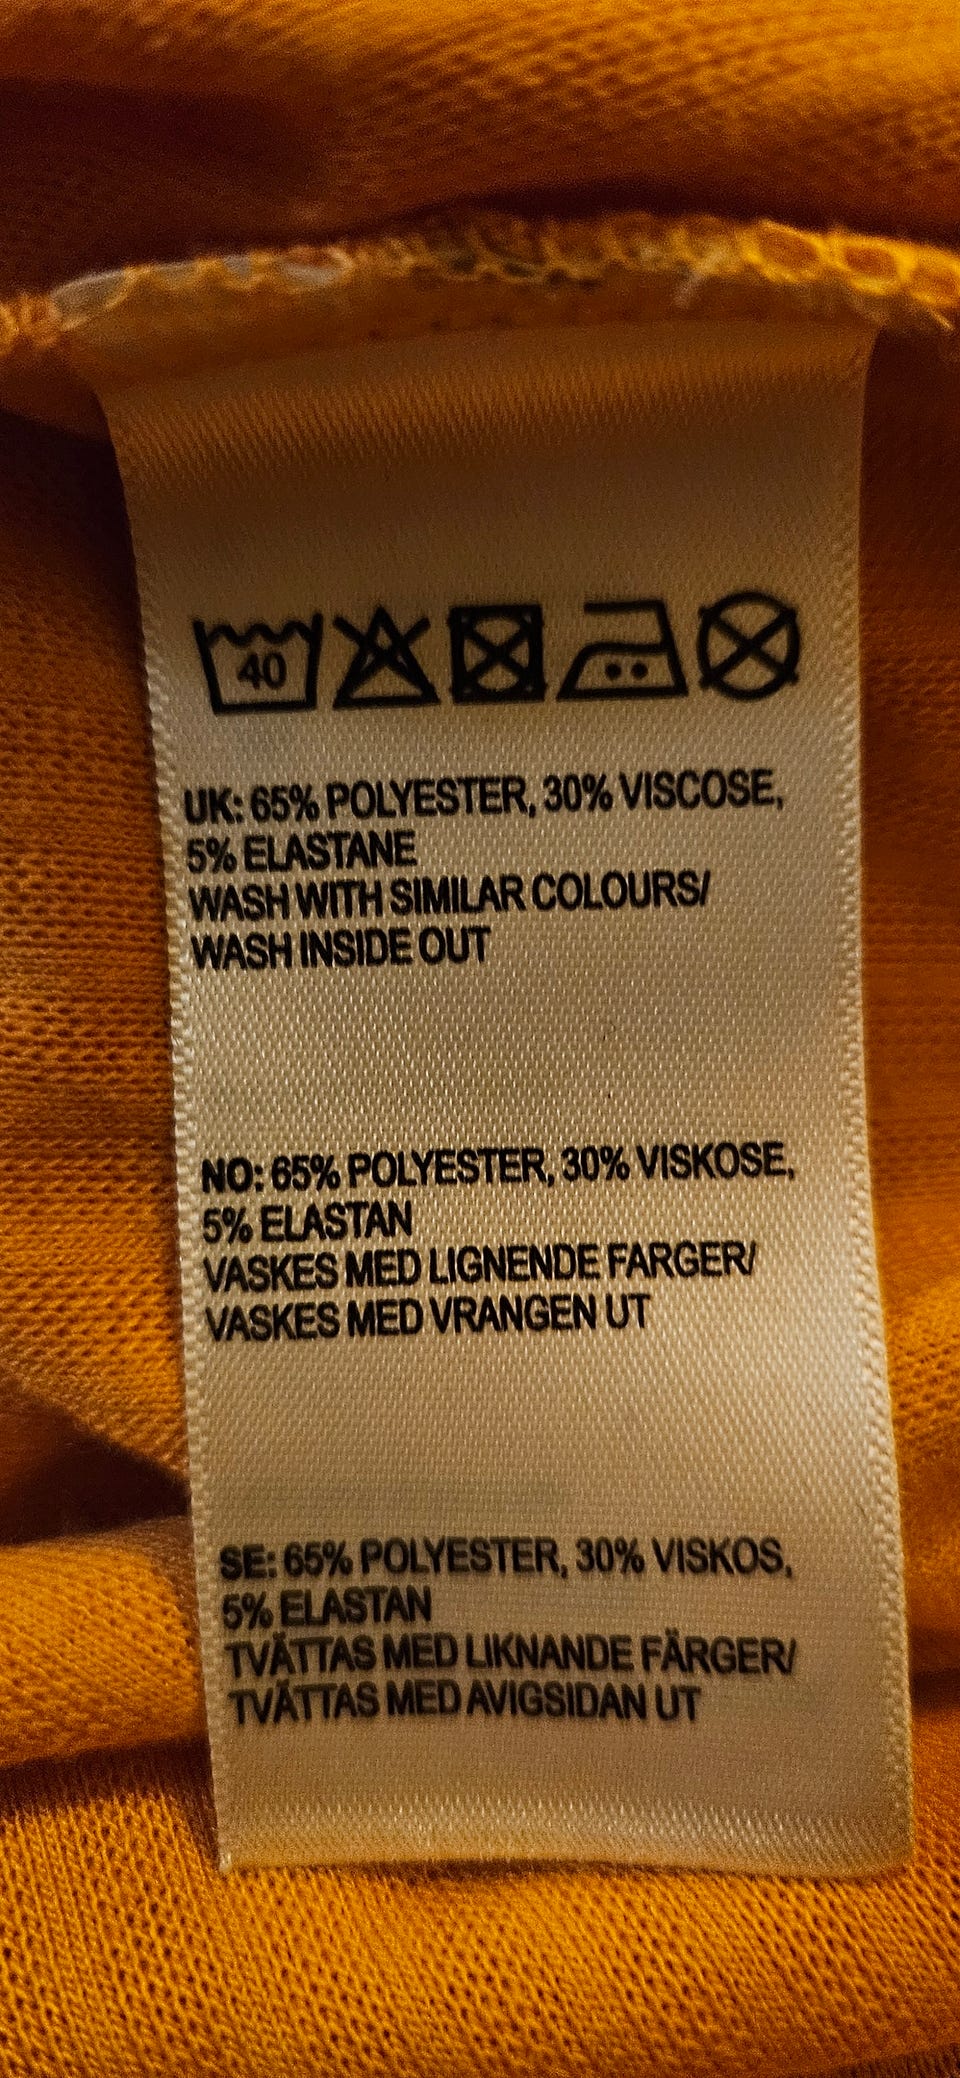 40
UK: 65% POLYESTER, 30% VISCOSE,
5% ELASTANE
WASH WITH SIMILAR COLOURS/
WASH INSIDE OUT
NO: 65% POLYESTER, 30% VISKOSE,
5% ELASTAN
VASKES MED LIGNENDE FARGER/
VASKES MED VRANGEN UT
SE: 65% POLYESTER, 30% VISKOS,
5% ELASTAN
TVÄTTAS MED LIKNANDE FÄRGER/
TVÄTTAS MED AVIGSIDAN UT